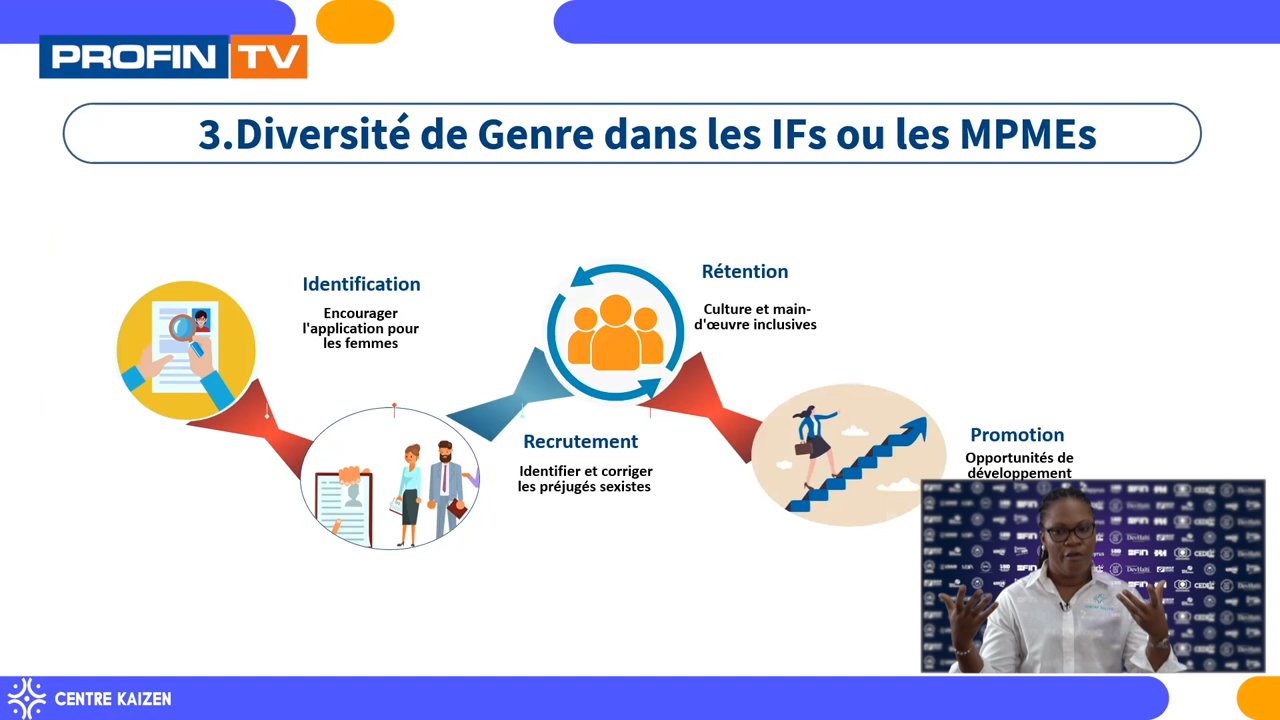 PROFIN TV
3.Diversité de Genre dans les IFs ou les MPMEs
Identification
Encourager
l'application pour
les femmes
Rétention
Culture et main-
d'œuvre inclusives
Recrutement
Identifier et corriger
les préjugés sexistes
Promotion
Opportunités de
développement
DevHaïti
CENTRE KAIZEN